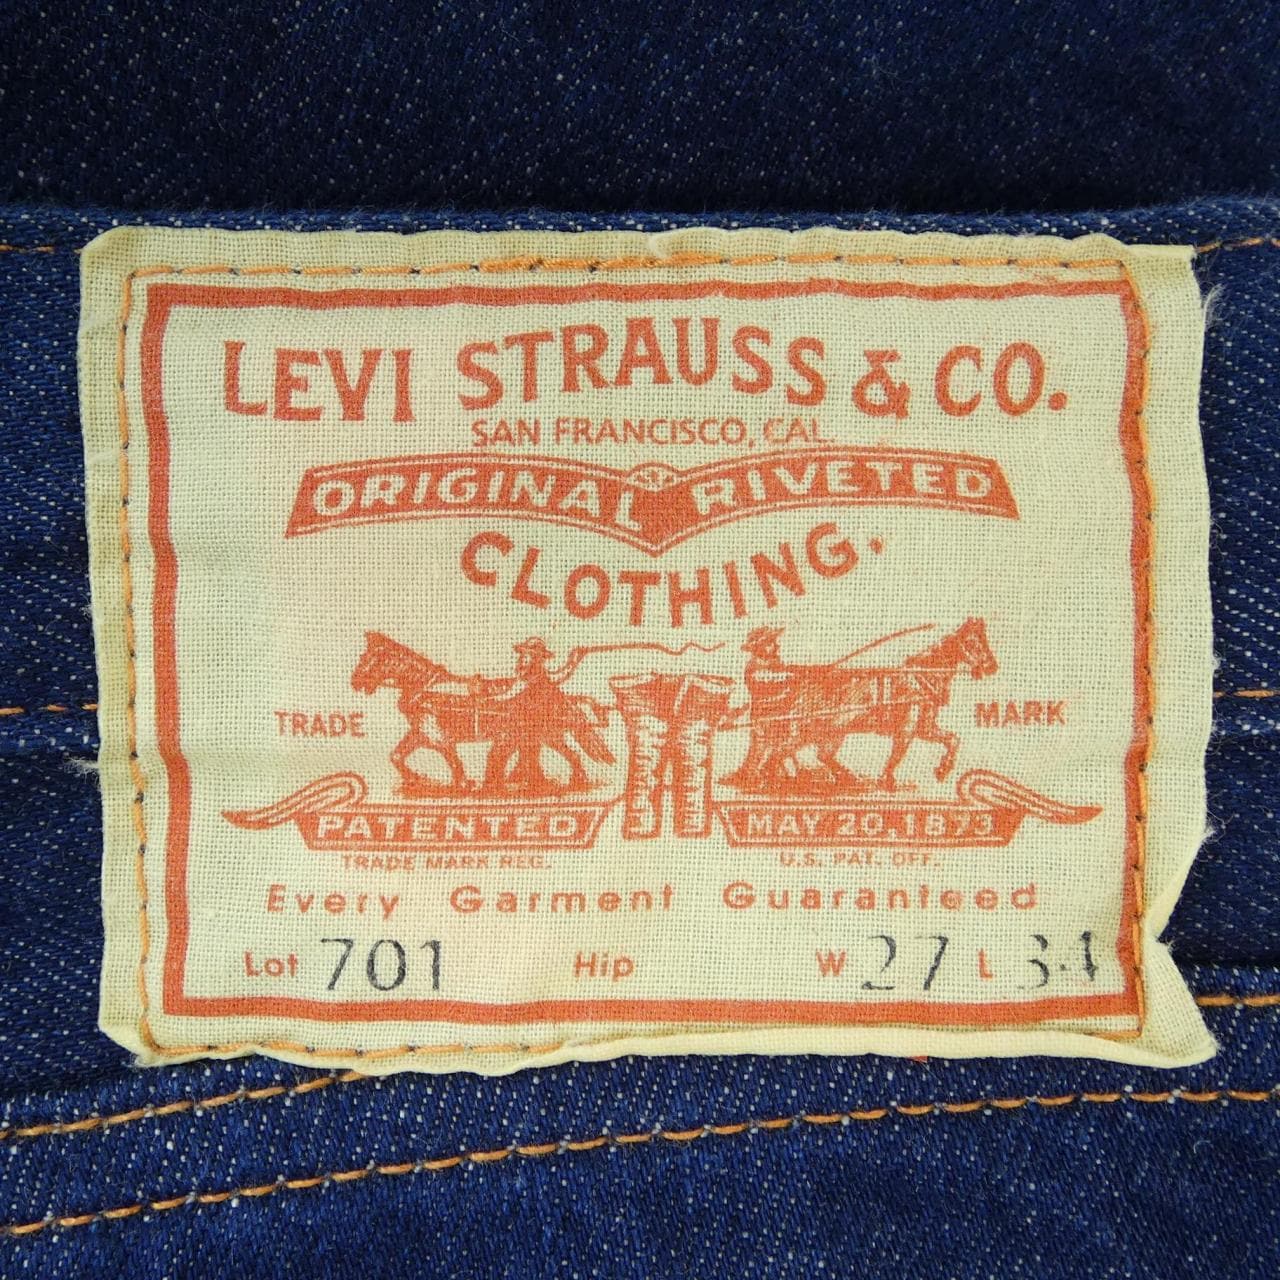 LEVI STRAUSS & CO.
SAN FRANCISCO, CAL.
ORIGINAL RIVETED
CLOTHING.
TRADE MARK
PATENTED MAY 20, 1873
TRADE MARK REG. U.S. PAT. OFF.
Every Garment Guaranteed
Lot 701 Hip W 27 L 34